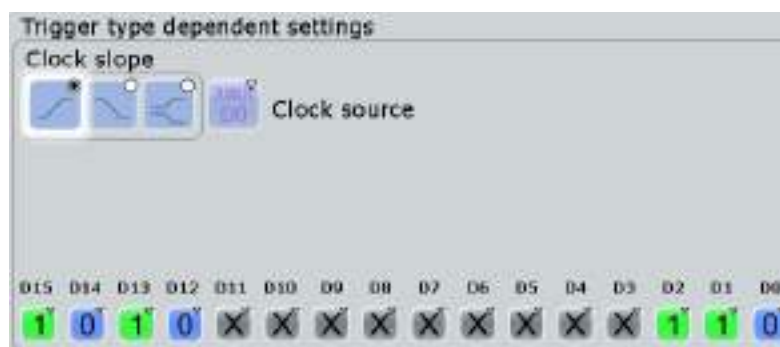 Trigger type dependent settings
Clock slope
Clock source
D15 D14 D13 D12 D11 D10 D9 D8 D7 D6 D5 D4 D3 D2 D1 D0
1 0 1 0 X X X X X X X X X 1 1 0